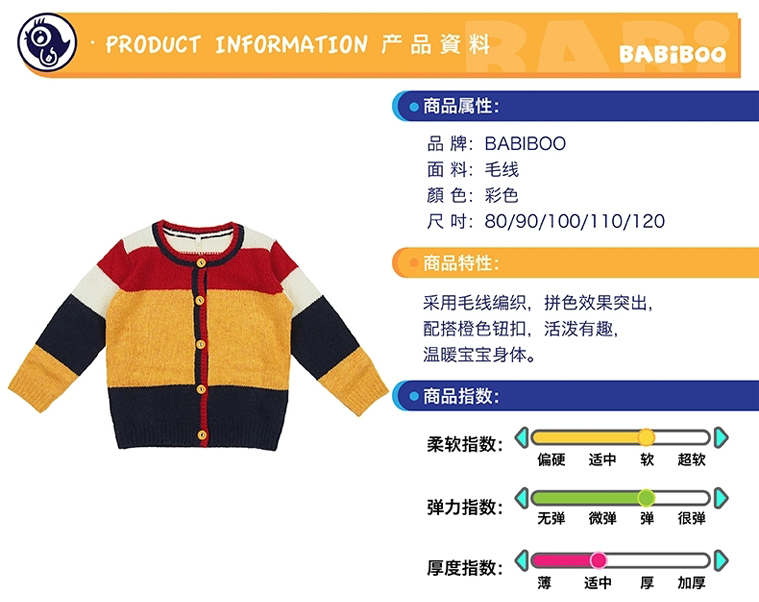 · PRODUCT INFORMATION 产品資料
BABiBOO
商品属性：
品 牌：BABIBOO
面 料：毛线
顏 色：彩色
尺 吋：80/90/100/110/120
商品特性：
采用毛线编织，拼色效果突出，
配搭橙色钮扣，活泼有趣，
温暖宝宝身体。
商品指数：
柔软指数：
偏硬 适中 软 超软
弹力指数：
无弹 微弹 弹 很弹
厚度指数：
薄 适中 厚 加厚